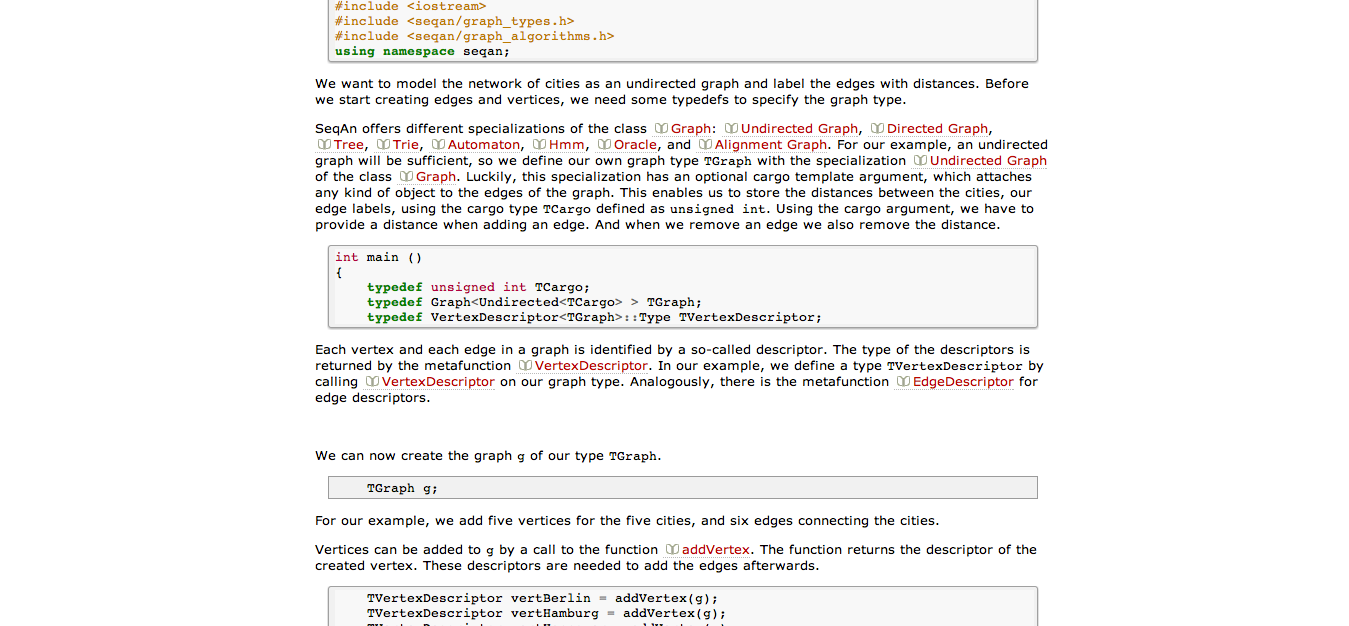 #include <iostream>
#include <seqan/graph_types.h>
#include <seqan/graph_algorithms.h>
using namespace seqan;
We want to model the network of cities as an undirected graph and label the edges with distances. Before
we start creating edges and vertices, we need some typedefs to specify the graph type.
SeqAn offers different specializations of the class Graph: Undirected Graph, Directed Graph,
Tree, Trie, Automaton, Hmm, Oracle, and Alignment Graph. For our example, an undirected
graph will be sufficient, so we define our own graph type TGraph with the specialization Undirected Graph
of the class Graph. Luckily, this specialization has an optional cargo template argument, which attaches
any kind of object to the edges of the graph. This enables us to store the distances between the cities, our
edge labels, using the cargo type TCargo defined as unsigned int. Using the cargo argument, we have to
provide a distance when adding an edge. And when we remove an edge we also remove the distance.
int main ()
{
    typedef unsigned int TCargo;
    typedef Graph<Undirected<TCargo> > TGraph;
    typedef VertexDescriptor<TGraph>::Type TVertexDescriptor;
Each vertex and each edge in a graph is identified by a so-called descriptor. The type of the descriptors is
returned by the metafunction VertexDescriptor. In our example, we define a type TVertexDescriptor by
calling VertexDescriptor on our graph type. Analogously, there is the metafunction EdgeDescriptor for
edge descriptors.
We can now create the graph g of our type TGraph.
    TGraph g;
For our example, we add five vertices for the five cities, and six edges connecting the cities.
Vertices can be added to g by a call to the function addVertex. The function returns the descriptor of the
created vertex. These descriptors are needed to add the edges afterwards.
    TVertexDescriptor vertBerlin = addVertex(g);
    TVertexDescriptor vertHamburg = addVertex(g);